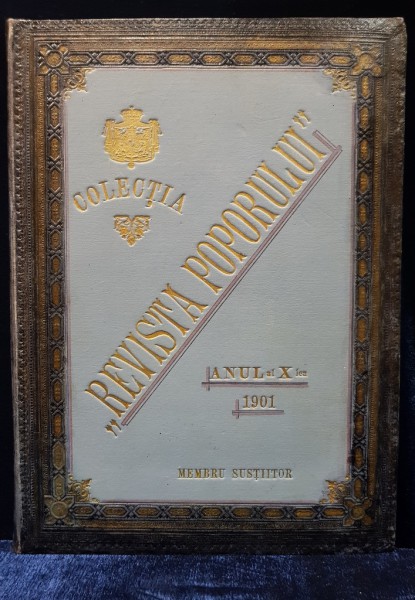 COLECȚIA
„REVISTA POPORULUI”
ANUL al X lea
1901
MEMBRU SUSȚIITOR